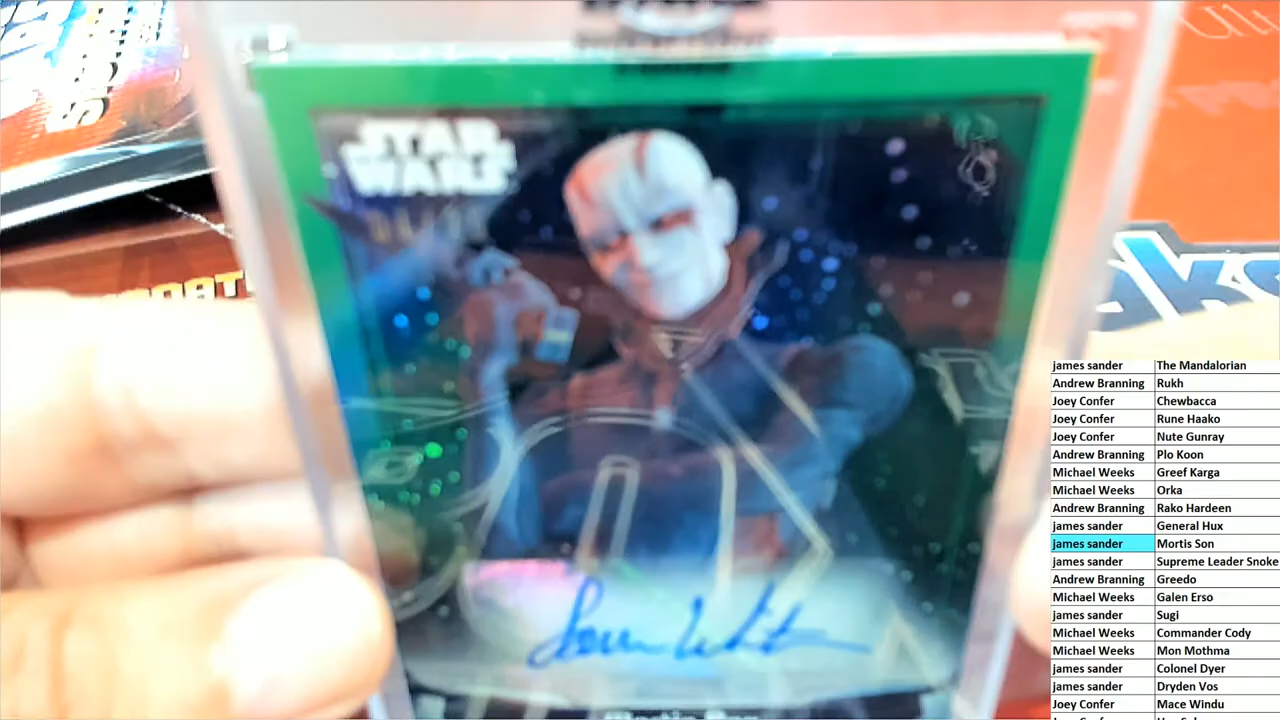 STAR
WARS
james sander The Mandalorian
Andrew Branning Rukh
Joey Confer Chewbacca
Joey Confer Rune Haako
Joey Confer Nute Gunray
Andrew Branning Plo Koon
Michael Weeks Greef Karga
Michael Weeks Orka
Andrew Branning Rako Hardeen
james sander General Hux
james sander Mortis Son
james sander Supreme Leader Snoke
Andrew Branning Greedo
Michael Weeks Galen Erso
james sander Sugi
Michael Weeks Commander Cody
Michael Weeks Mon Mothma
james sander Colonel Dyer
james sander Dryden Vos
Joey Confer Mace Windu